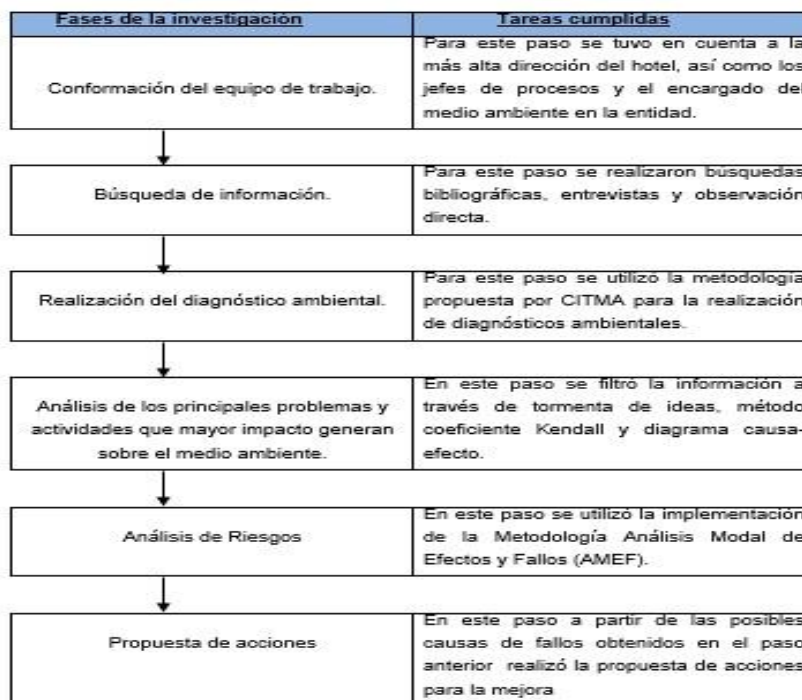 Fases de la investigación
Tareas cumplidas
Conformación del equipo de trabajo.
Para este paso se tuvo en cuenta a la
más alta dirección del hotel, así como los
jefes de procesos y el encargado del
medio ambiente en la entidad.
Búsqueda de información.
Para este paso se realizaron búsquedas
bibliográficas, entrevistas y observación
directa.
Realización del diagnóstico ambiental.
Para este paso se utilizó la metodología
propuesta por CITMA para la realización
de diagnósticos ambientales.
Análisis de los principales problemas y
actividades que mayor impacto generan
sobre el medio ambiente.
En este paso se filtró la información a
través de tormenta de ideas, método
coeficiente Kendall y diagrama causa-
efecto.
Análisis de Riesgos
En este paso se utilizó la implementación
de la Metodología Análisis Modal de
Efectos y Fallos (AMEF).
Propuesta de acciones
En este paso a partir de las posibles
causas de fallos obtenidos en el paso
anterior realizó la propuesta de acciones
para la mejora